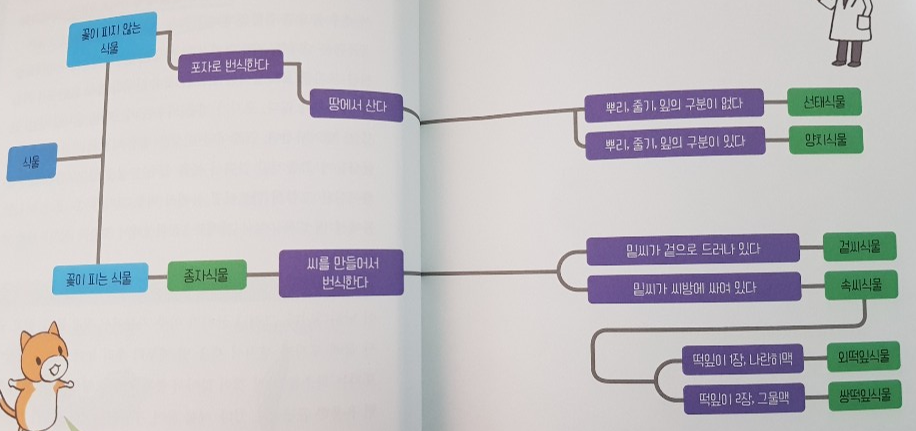 꽃이 피지 않는
식물
포자로 번식한다
땅에서 산다
뿌리, 줄기, 잎의 구분이 없다
선태식물
뿌리, 줄기, 잎의 구분이 있다
양치식물
식물
꽃이 피는 식물
종자식물
씨를 만들어서
번식한다
밑씨가 겉으로 드러나 있다
겉씨식물
밑씨가 씨방에 싸여 있다
속씨식물
떡잎이 1장, 나란히맥
외떡잎식물
떡잎이 2장, 그물맥
쌍떡잎식물